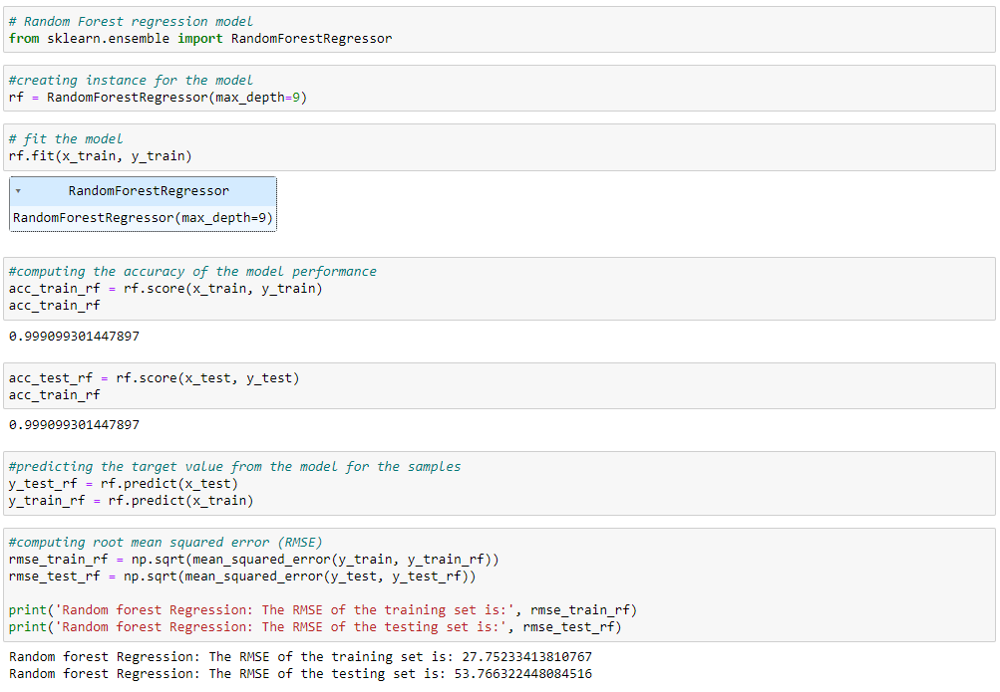 # Random Forest regression model
from sklearn.ensemble import RandomForestRegressor
#creating instance for the model
rf = RandomForestRegressor(max_depth=9)
# fit the model
rf.fit(x_train, y_train)
RandomForestRegressor
RandomForestRegressor(max_depth=9)
#computing the accuracy of the model performance
acc_train_rf = rf.score(x_train, y_train)
acc_train_rf
0.999099301447897
acc_test_rf = rf.score(x_test, y_test)
acc_train_rf
0.999099301447897
#predicting the target value from the model for the samples
y_test_rf = rf.predict(x_test)
y_train_rf = rf.predict(x_train)
#computing root mean squared error (RMSE)
rmse_train_rf = np.sqrt(mean_squared_error(y_train, y_train_rf))
rmse_test_rf = np.sqrt(mean_squared_error(y_test, y_test_rf))
print('Random forest Regression: The RMSE of the training set is:', rmse_train_rf)
print('Random forest Regression: The RMSE of the testing set is:', rmse_test_rf)
Random forest Regression: The RMSE of the training set is: 27.75233413810767
Random forest Regression: The RMSE of the testing set is: 53.766322448084516